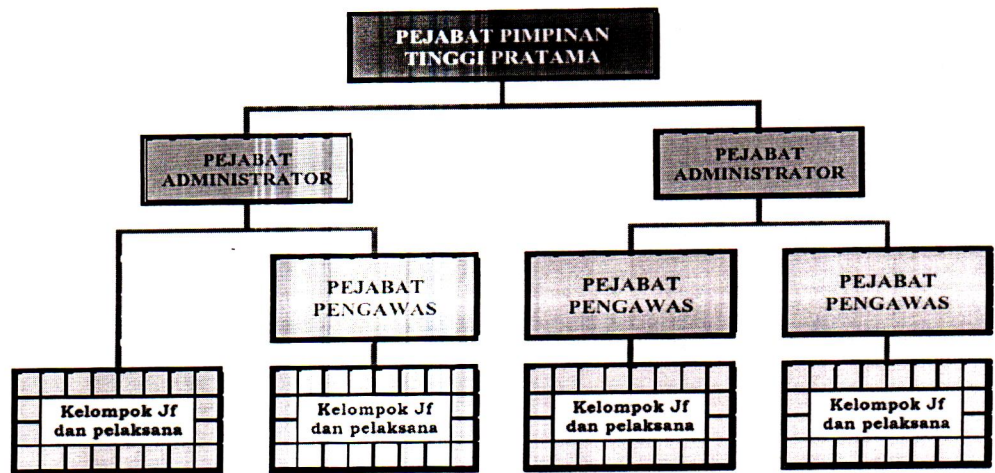 PEJABAT PIMPINAN
TINGGI PRATAMA
PEJABAT
ADMINISTRATOR
PEJABAT
ADMINISTRATOR
PEJABAT
PENGAWAS
PEJABAT
PENGAWAS
PEJABAT
PENGAWAS
Kelompok Jf
dan pelaksana
Kelompok Jf
dan pelaksana
Kelompok Jf
dan pelaksana
Kelompok Jf
dan pelaksana